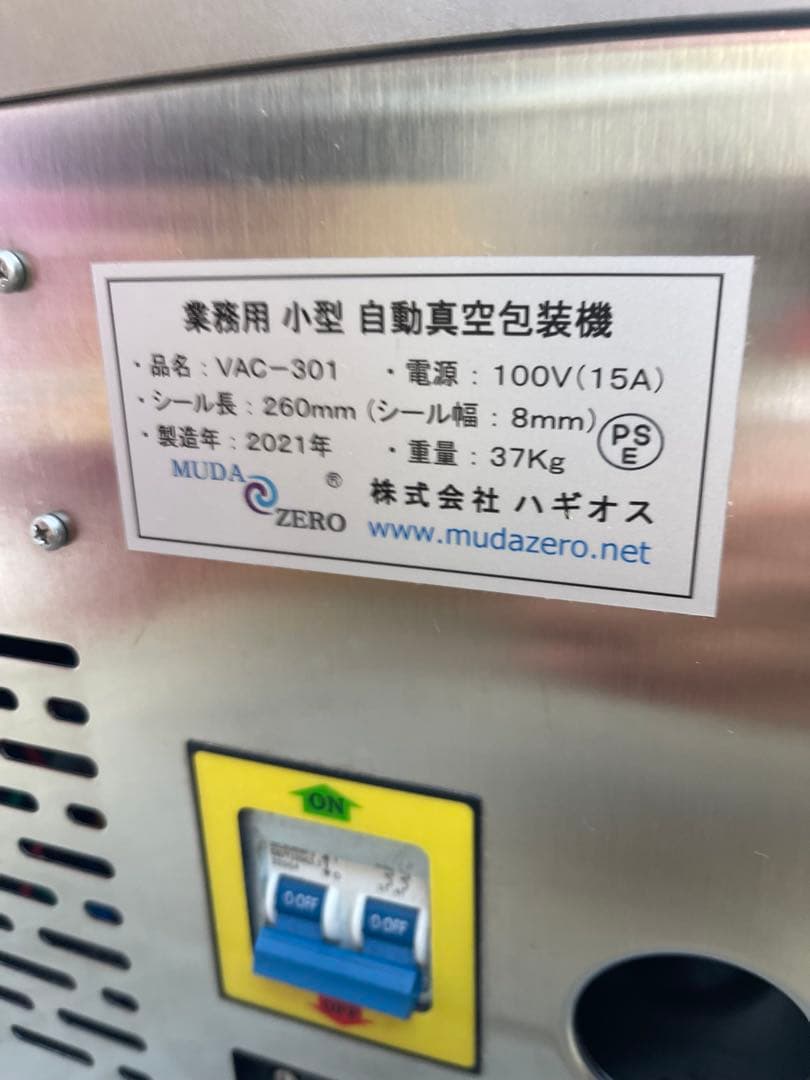 業務用 小型 自動真空包装機
・品名：VAC-301 ・電源：100V(15A)
・シール長：260mm (シール幅：8mm)
・製造年：2021年 ・重量：37Kg
PS
E
MUDA ZERO ®
株式会社 ハギオス
www.mudazero.net
ON
O OFF O OFF
OFF